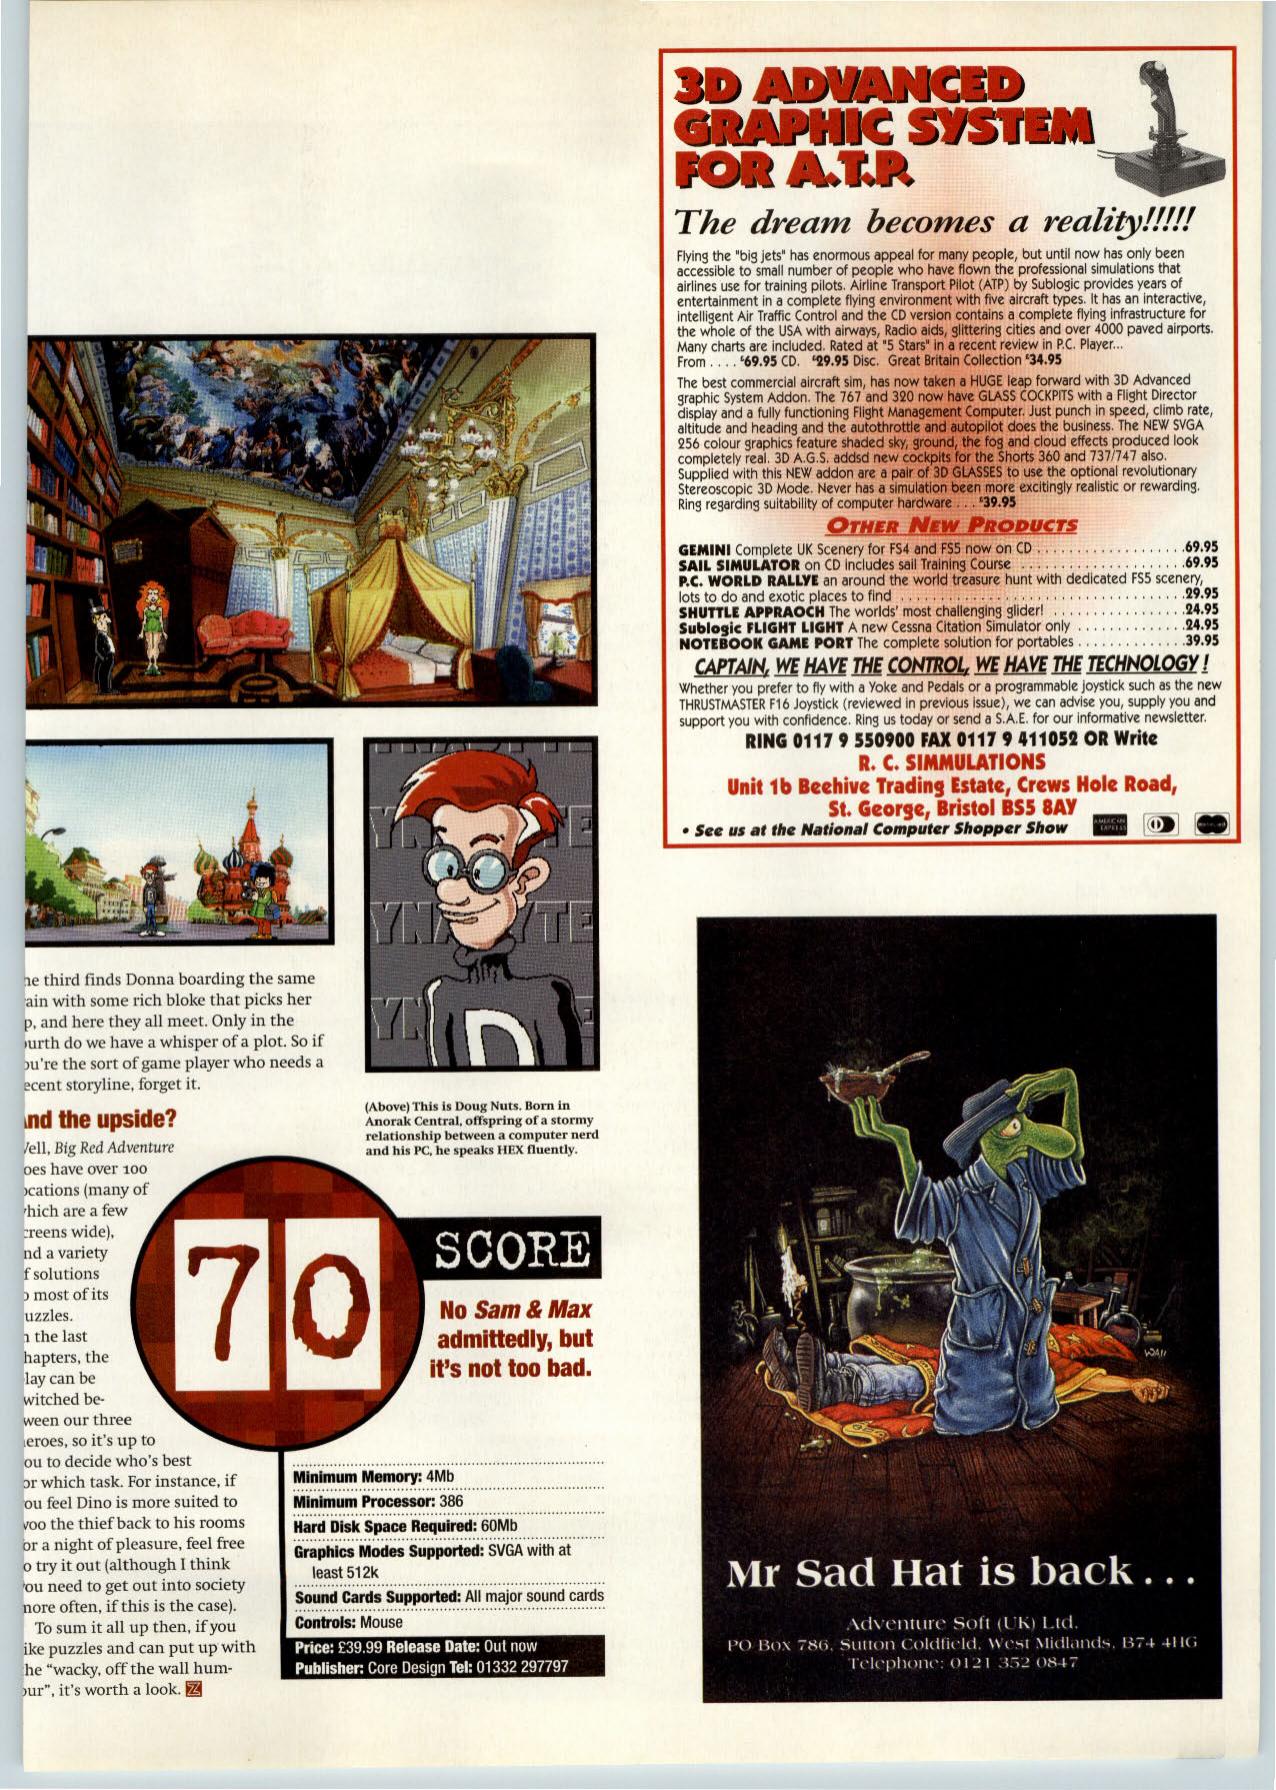 he third finds Donna boarding the same
ain with some rich bloke that picks her
p, and here they all meet. Only in the
urth do we have a whisper of a plot. So if
ou're the sort of game player who needs a
ecent storyline, forget it.
nd the upside?
ell, Big Red Adventure
oes have over 100
ocations (many of
hich are a few
creens wide),
nd a variety
f solutions
o most of its
uzzles.
n the last
hapters, the
lay can be
witched be-
ween our three
eroes, so it's up to
ou to decide who's best
or which task. For instance, if
ou feel Dino is more suited to
woo the thief back to his rooms
or a night of pleasure, feel free
o try it out (although I think
ou need to get out into society
more often, if this is the case).
To sum it all up then, if you
ike puzzles and can put up with
he "wacky, off the wall hum-
our", it's worth a look. Z
YNABYTE
YNABYTE
YN
D
(Above) This is Doug Nuts. Born in
Anorak Central, offspring of a stormy
relationship between a computer nerd
and his PC, he speaks HEX fluently.
70
SCORE
No Sam & Max
admittedly, but
it's not too bad.
Minimum Memory: 4Mb
Minimum Processor: 386
Hard Disk Space Required: 60Mb
Graphics Modes Supported: SVGA with at
least 512k
Sound Cards Supported: All major sound cards
Controls: Mouse
Price: £39.99 Release Date: Out now
Publisher: Core Design Tel: 01332 297797
3D ADVANCED
GRAPHIC SYSTEM
FOR A.T.P.
The dream becomes a reality!!!!!
Flying the "big jets" has enormous appeal for many people, but until now has only been
accessible to small number of people who have flown the professional simulations that
airlines use for training pilots. Airline Transport Pilot (ATP) by Sublogic provides years of
entertainment in a complete flying environment with five aircraft types. It has an interactive,
intelligent Air Traffic Control and the CD version contains a complete flying infrastructure for
the whole of the USA with airways, Radio aids, glittering cities and over 4000 paved airports.
Many charts are included. Rated at "5 Stars" in a recent review in P.C. Player...
From . . . . £69.95 CD. £29.95 Disc. Great Britain Collection £34.95
The best commercial aircraft sim, has now taken a HUGE leap forward with 3D Advanced
graphic System Addon. The 767 and 320 now have GLASS COCKPITS with a Flight Director
display and a fully functioning Flight Management Computer. Just punch in speed, climb rate,
altitude and heading and the autothrottle and autopilot does the business. The NEW SVGA
256 colour graphics feature shaded sky, ground, the fog and cloud effects produced look
completely real. 3D A.G.S. addsd new cockpits for the Shorts 360 and 737/747 also.
Supplied with this NEW addon are a pair of 3D GLASSES to use the optional revolutionary
Stereoscopic 3D Mode. Never has a simulation been more excitingly realistic or rewarding.
Ring regarding suitability of computer hardware . . . £39.95
OTHER NEW PRODUCTS
GEMINI Complete UK Scenery for FS4 and FS5 now on CD . . . . . . . . . . . . . . . . . . .69.95
SAIL SIMULATOR on CD includes sail Training Course . . . . . . . . . . . . . . . . . . . . .69.95
P.C. WORLD RALLYE an around the world treasure hunt with dedicated FS5 scenery,
lots to do and exotic places to find . . . . . . . . . . . . . . . . . . . . . . . . . . . . . . . . . . . .29.95
SHUTTLE APPRAOCH The worlds' most challenging glider! . . . . . . . . . . . . . . . . .24.95
Sublogic FLIGHT LIGHT A new Cessna Citation Simulator only . . . . . . . . . . . . . .24.95
NOTEBOOK GAME PORT The complete solution for portables . . . . . . . . . . . . . .39.95
CAPTAIN, WE HAVE THE CONTROL, WE HAVE THE TECHNOLOGY !
Whether you prefer to fly with a Yoke and Pedals or a programmable joystick such as the new
THRUSTMASTER F16 Joystick (reviewed in previous issue), we can advise you, supply you and
support you with confidence. Ring us today or send a S.A.E. for our informative newsletter.
RING 0117 9 550900 FAX 0117 9 411052 OR Write
R. C. SIMMULATIONS
Unit 1b Beehive Trading Estate, Crews Hole Road,
St. George, Bristol BS5 8AY
• See us at the National Computer Shopper Show
AMERICAN EXPRESS
Mr Sad Hat is back . . .
Adventure Soft (UK) Ltd.
PO Box 786, Sutton Coldfield, West Midlands, B74 4HG
Telephone: 0121 352 0847